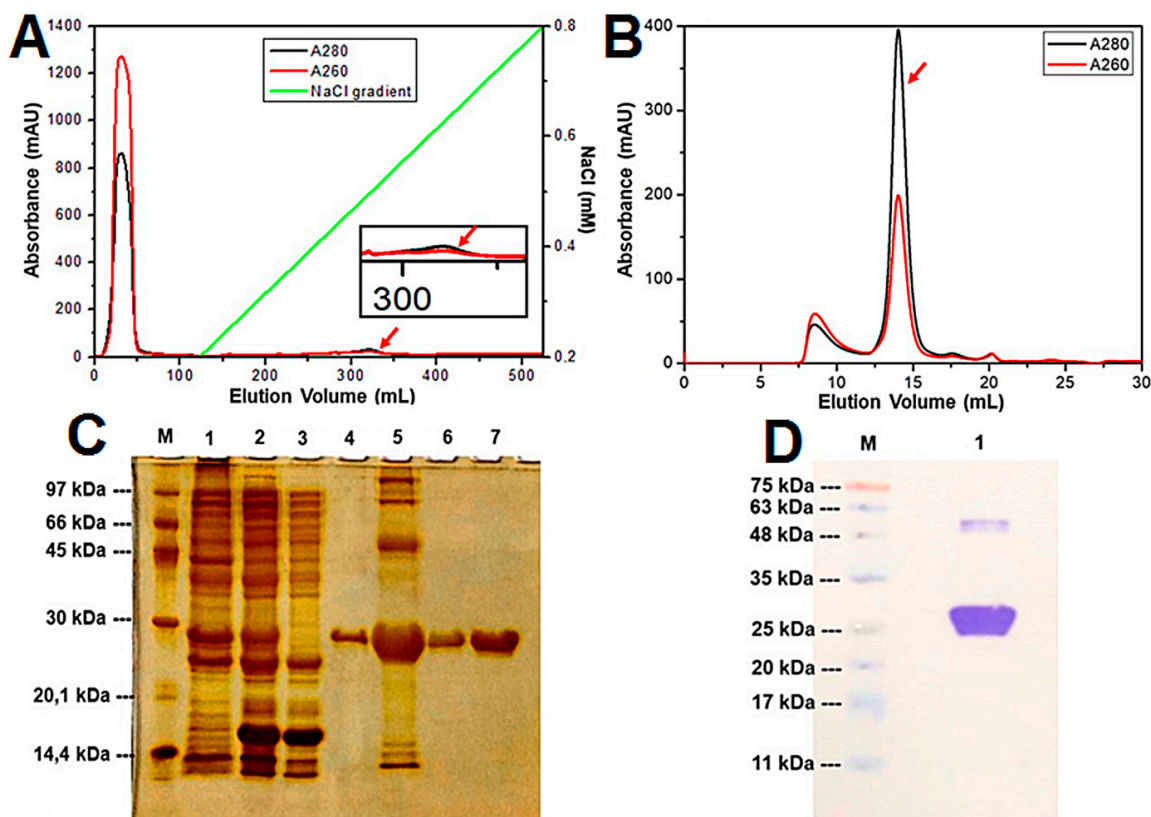 A
1400
1200
1000
800
600
400
200
0
Absorbance (mAU)
A280
A260
NaCl gradient
0.8
0.6
0.4
0.2
NaCl (mM)
300
0 100 200 300 400 500
Elution Volume (mL)
B
400
300
200
100
0
Absorbance (mAU)
A280
A260
0 5 10 15 20 25 30
Elution Volume (mL)
C
M 1 2 3 4 5 6 7
97 kDa ---
66 kDa ---
45 kDa ---
30 kDa ---
20,1 kDa ---
14,4 kDa ---
D
M 1
75 kDa ---
63 kDa ---
48 kDa ---
35 kDa ---
25 kDa ---
20 kDa ---
17 kDa ---
11 kDa ---